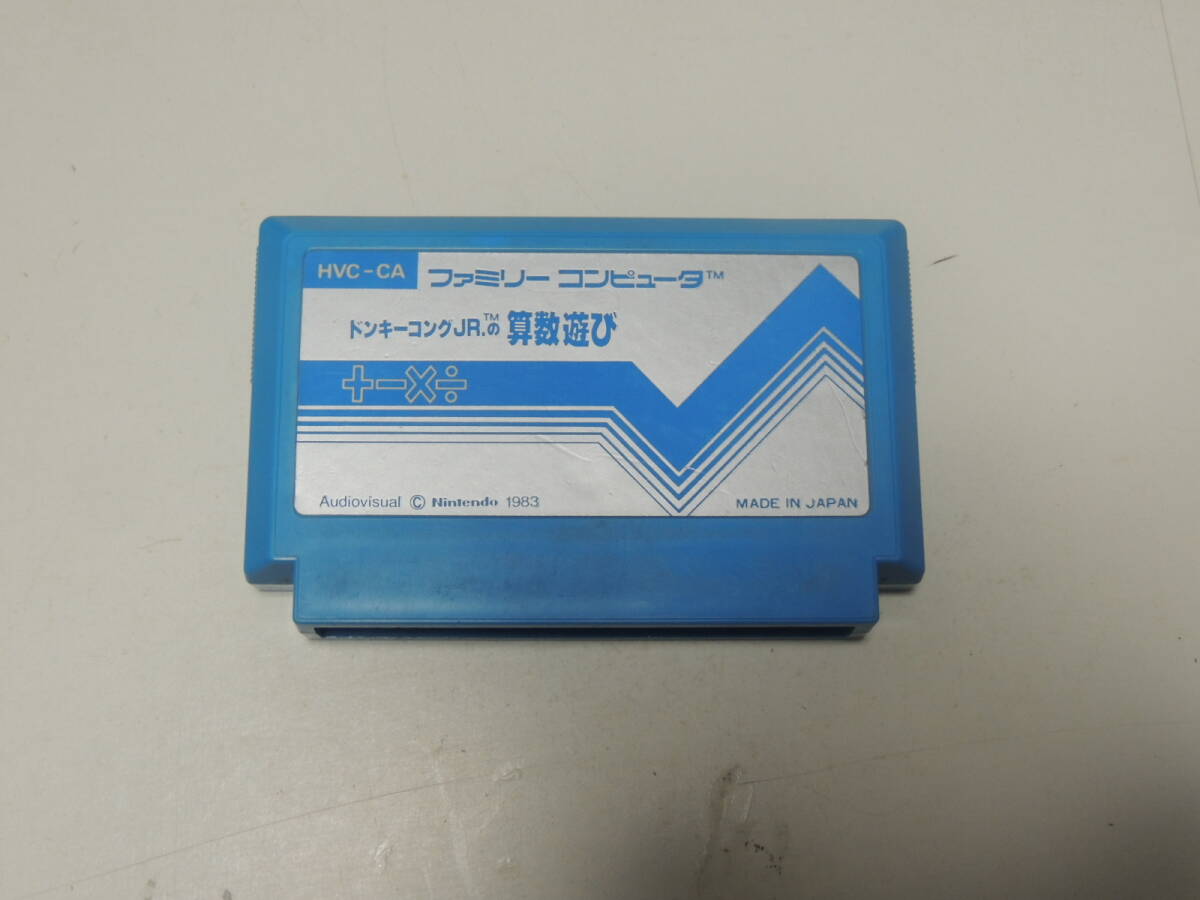 HVC-CA ファミリー コンピュータ™
ドンキーコングJR.™の 算数遊び
+−×÷
Audiovisual © Nintendo 1983 MADE IN JAPAN